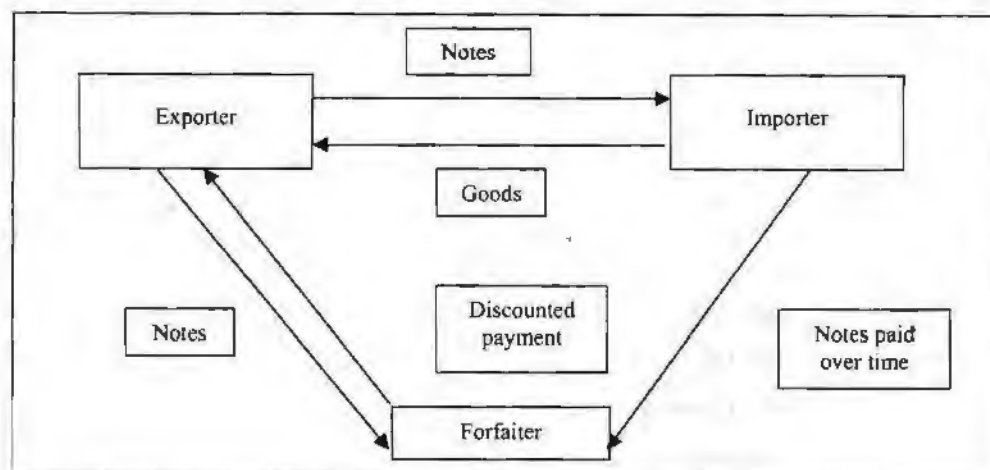 Notes
Exporter
Importer
Goods
Notes
Discounted
payment
Notes paid
over time
Forfaiter